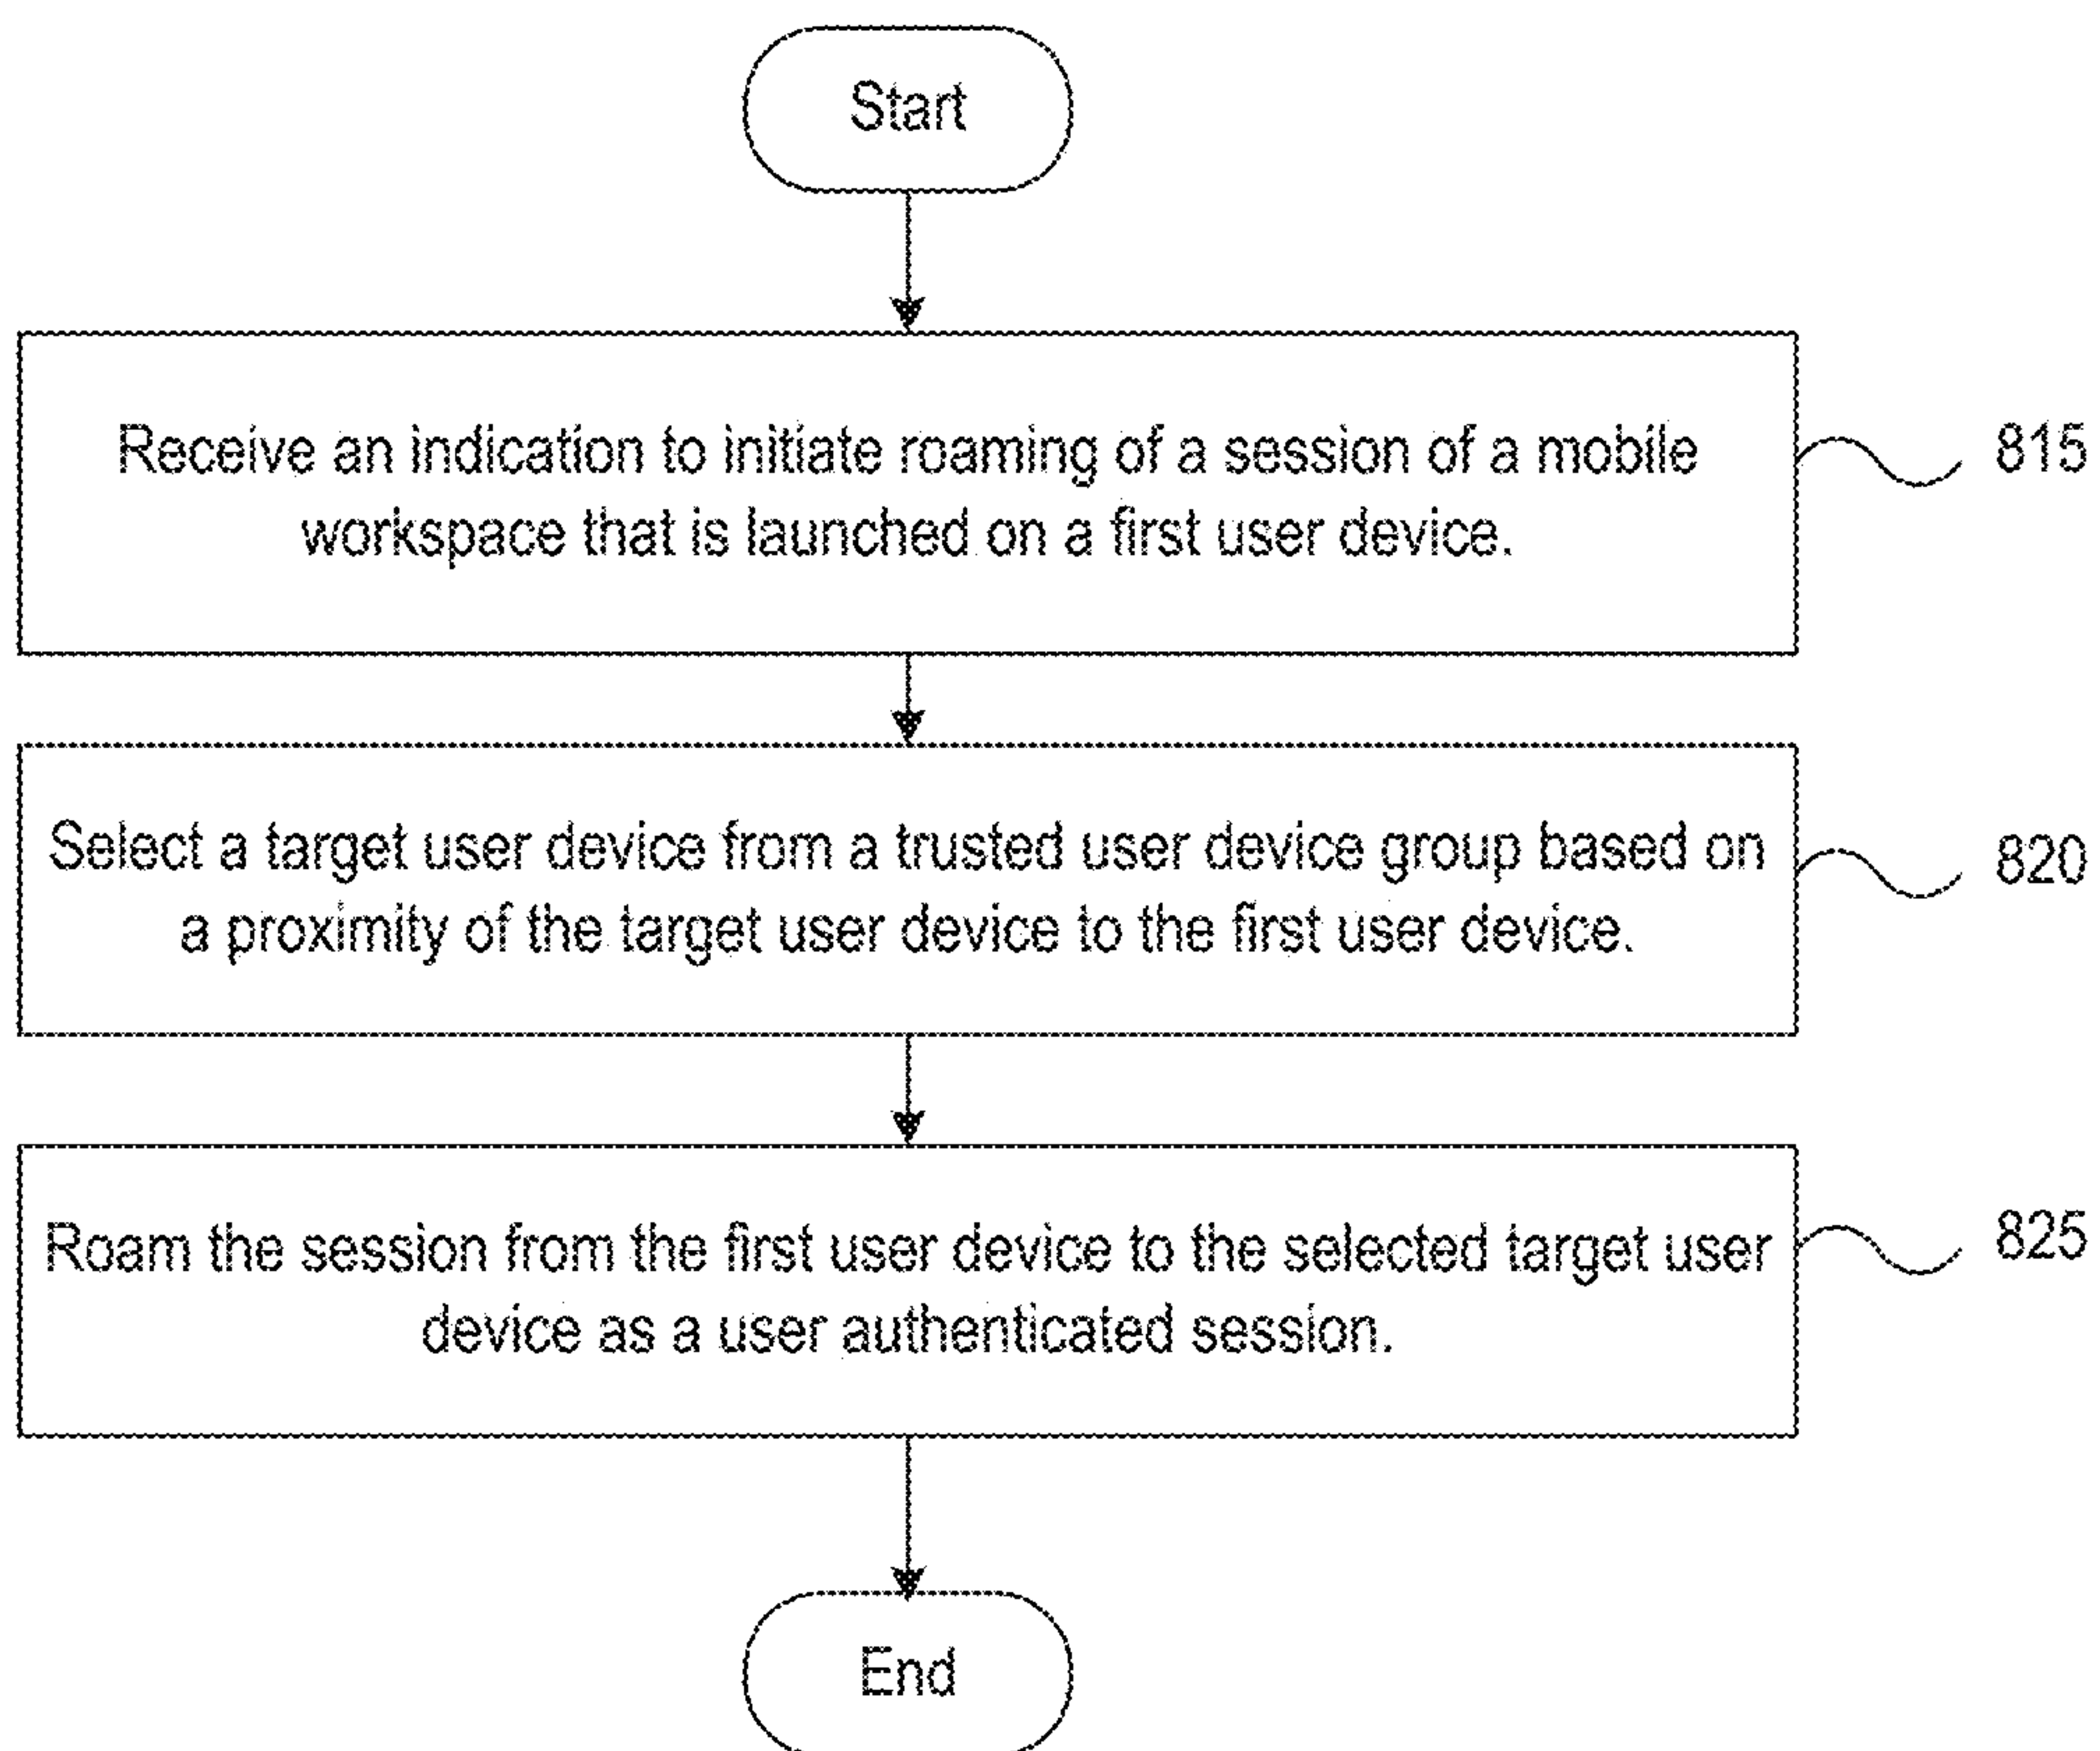 Start
Receive an indication to initiate roaming of a session of a mobile
workspace that is launched on a first user device.
815
Select a target user device from a trusted user device group based on
a proximity of the target user device to the first user device.
820
Roam the session from the first user device to the selected target user
device as a user authenticated session.
825
End